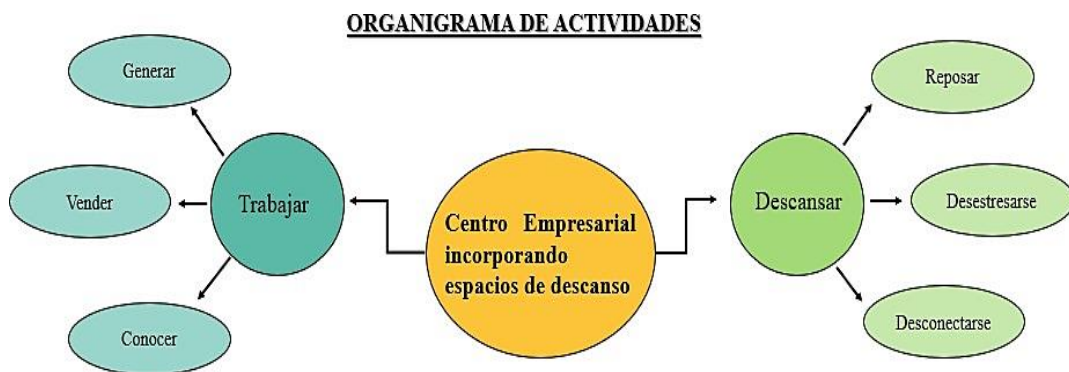 ORGANIGRAMA DE ACTIVIDADES
Generar
Vender
Conocer
Trabajar
Centro Empresarial
incorporando
espacios de descanso
Descansar
Reposar
Desestresarse
Desconectarse